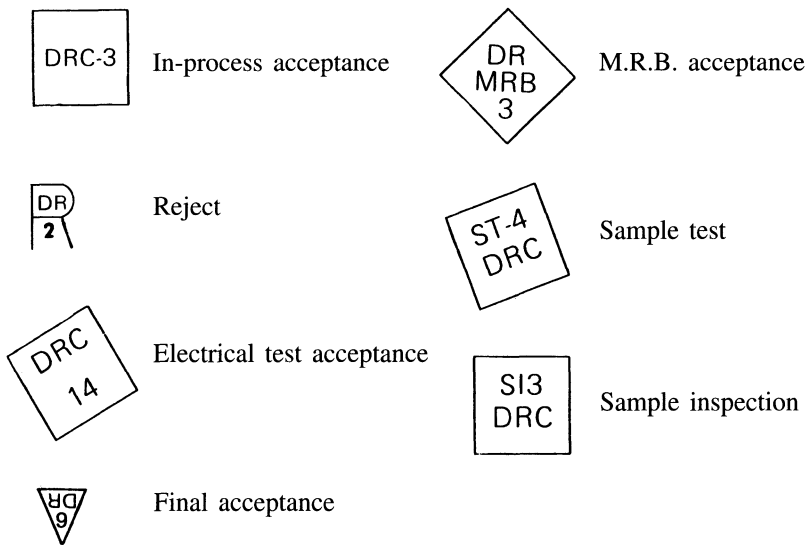 DRC-3
In-process acceptance
DR
2
Reject
DRC
14
Electrical test acceptance
6
DR
Final acceptance
DR
MRB
3
M.R.B. acceptance
ST-4
DRC
Sample test
SI3
DRC
Sample inspection